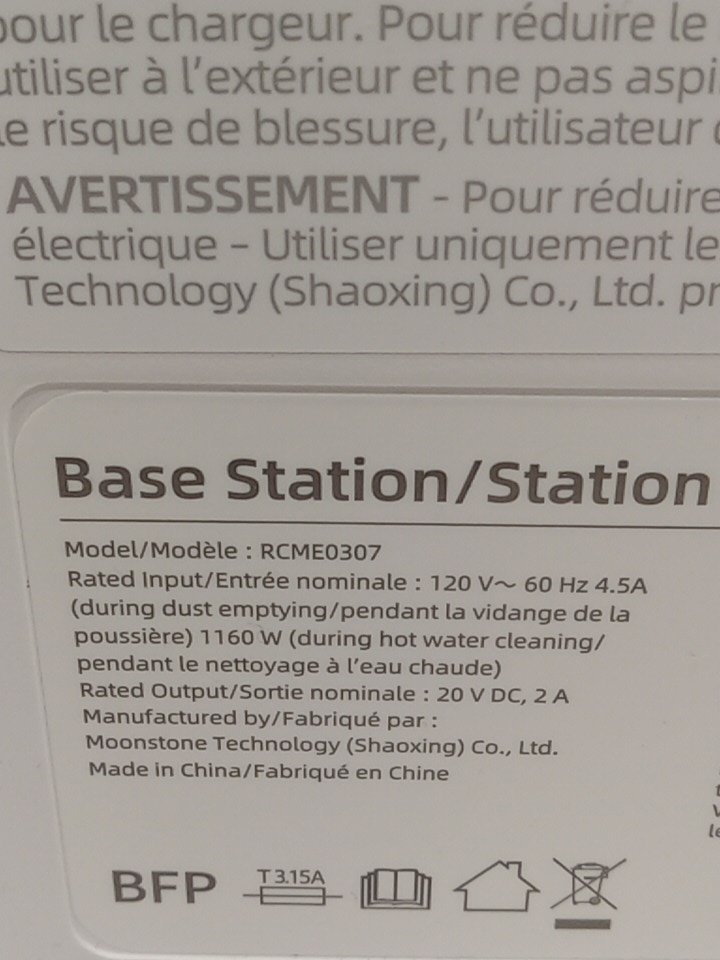 pour le chargeur. Pour réduire le
utiliser à l'extérieur et ne pas
le risque de blessure, l'utilisateur
AVERTISSEMENT - Pour réduire
électrique – Utiliser uniquement le
Technology (Shaoxing) Co., Ltd.
Base Station/Station
Model/Modèle : RCME0307
Rated Input/Entrée nominale : 120 V～ 60 Hz 4.5A
(during dust emptying/pendant la vidange de la
poussière) 1160 W (during hot water cleaning/
pendant le nettoyage à l'eau chaude)
Rated Output/Sortie nominale : 20 V DC, 2 A
Manufactured by/Fabriqué par :
Moonstone Technology (Shaoxing) Co., Ltd.
Made in China/Fabriqué en Chine
BFP T 3.15A